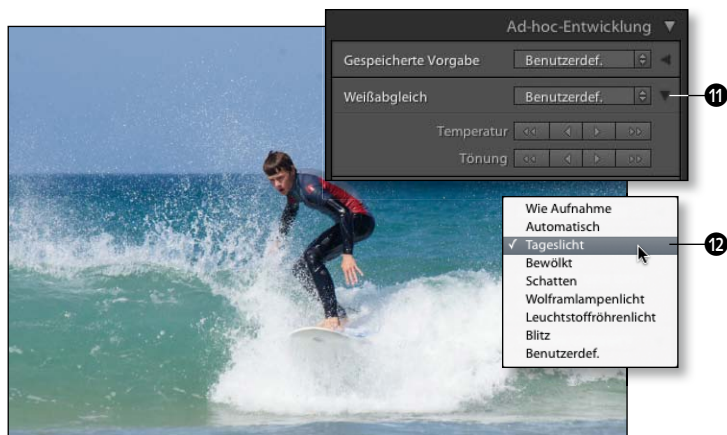 Ad-hoc-Entwicklung
Gespeicherte Vorgabe Benutzerdef.
Weißabgleich Benutzerdef.
11
Temperatur
Tönung
Wie Aufnahme
Automatisch
✓ Tageslicht
12
Bewölkt
Schatten
Wolframlampenlicht
Leuchtstoffröhrenlicht
Blitz
Benutzerdef.